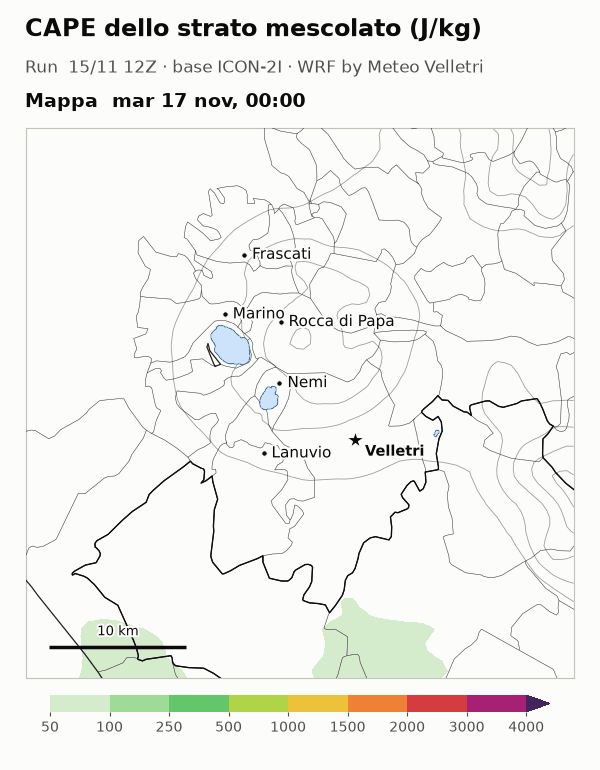 CAPE dello strato mescolato (J/kg)
Run  15/11 12Z · base ICON-2I · WRF by Meteo Velletri
Mappa  mar 17 nov, 00:00
Frascati
Marino
Rocca di Papa
Nemi
Velletri
Lanuvio
10 km
50 100 250 500 1000 1500 2000 3000 4000